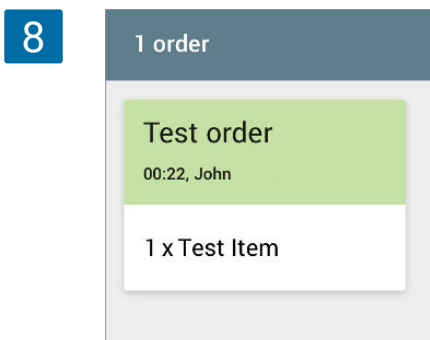 8
1 order
Test order
00:22, John
1 x Test Item